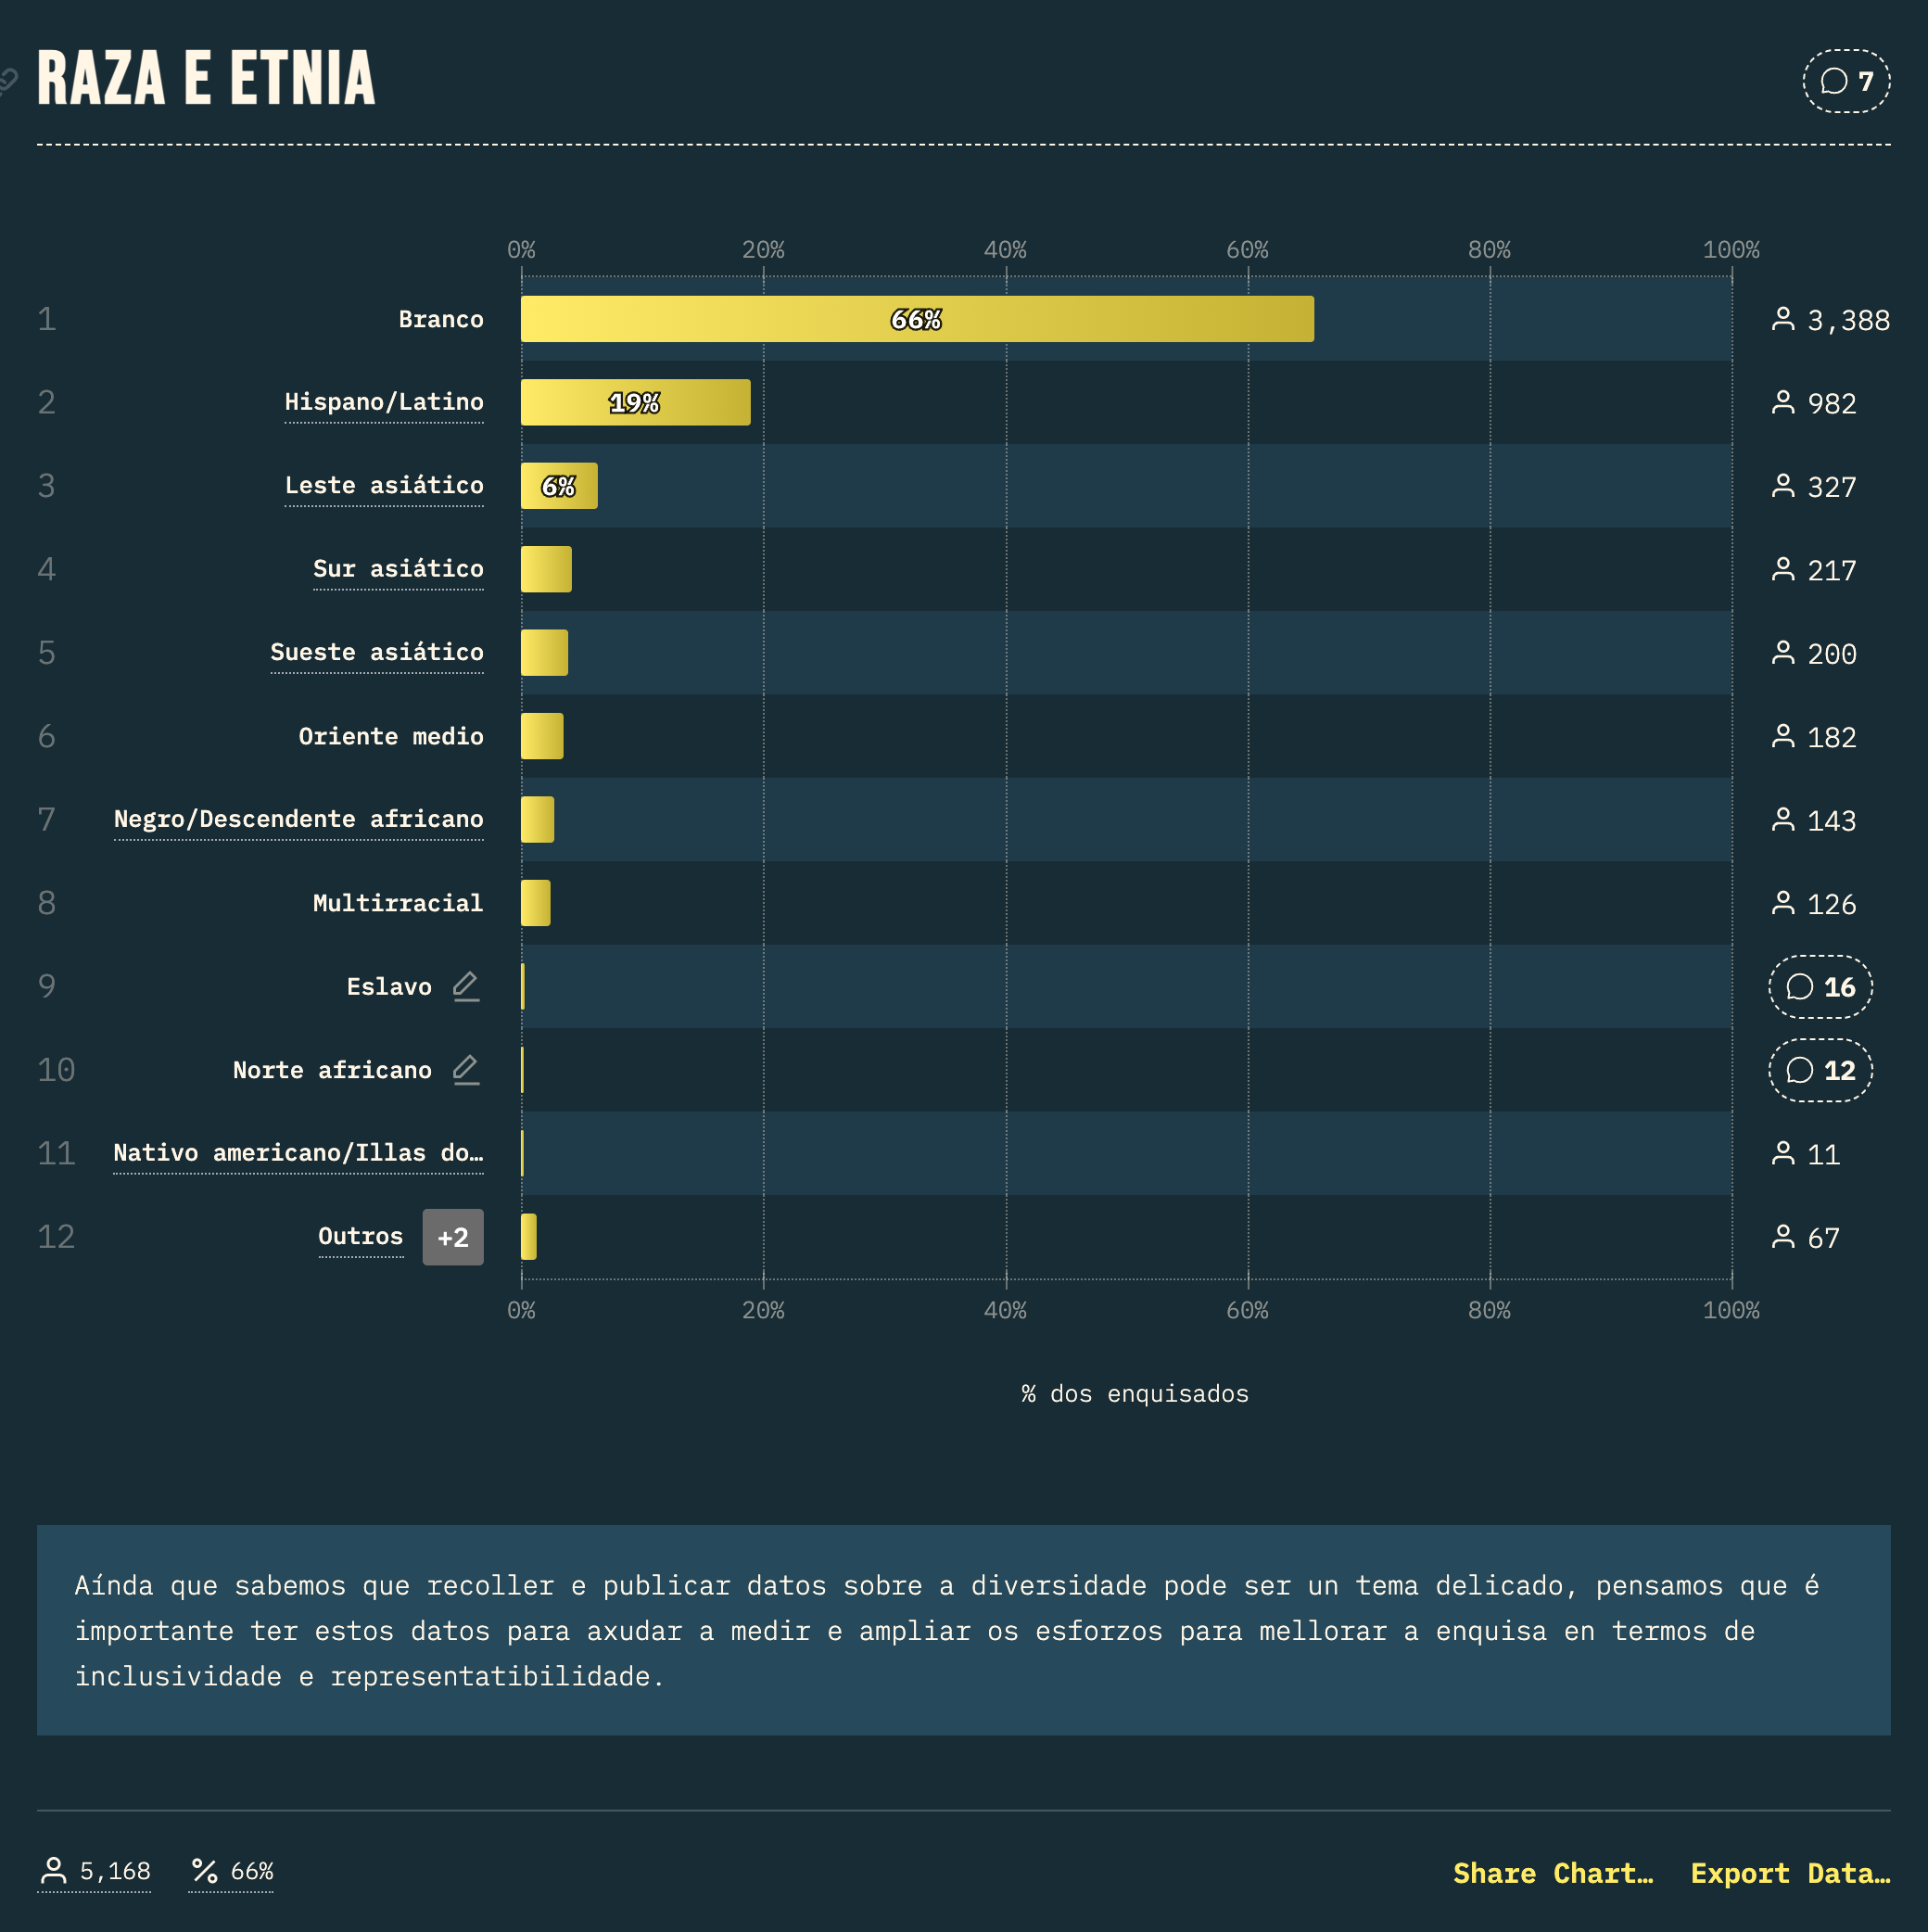 RAZA E ETNIA
7
0% 20% 40% 60% 80% 100%
1 Branco 66% 3,388
2 Hispano/Latino 19% 982
3 Leste asiático 6% 327
4 Sur asiático 217
5 Sueste asiático 200
6 Oriente medio 182
7 Negro/Descendente africano 143
8 Multirracial 126
9 Eslavo 16
10 Norte africano 12
11 Nativo americano/Illas do… 11
12 Outros +2 67
0% 20% 40% 60% 80% 100%
% dos enquisados
Aínda que sabemos que recoller e publicar datos sobre a diversidade pode ser un tema delicado, pensamos que é
importante ter estos datos para axudar a medir e ampliar os esforzos para mellorar a enquisa en termos de
inclusividade e representatibilidade.
5,168 66% Share Chart… Export Data…